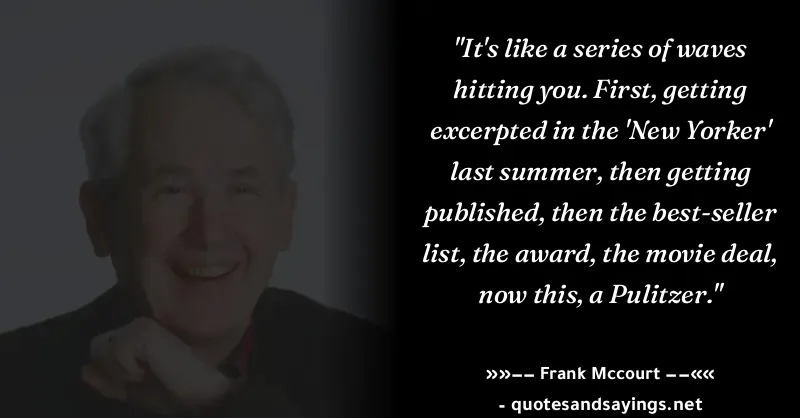 "It's like a series of waves
hitting you. First, getting
excerpted in the 'New Yorker'
last summer, then getting
published, then the best-seller
list, the award, the movie deal,
now this, a Pulitzer."
»»−− Frank Mccourt −−««
- quotesandsayings.net